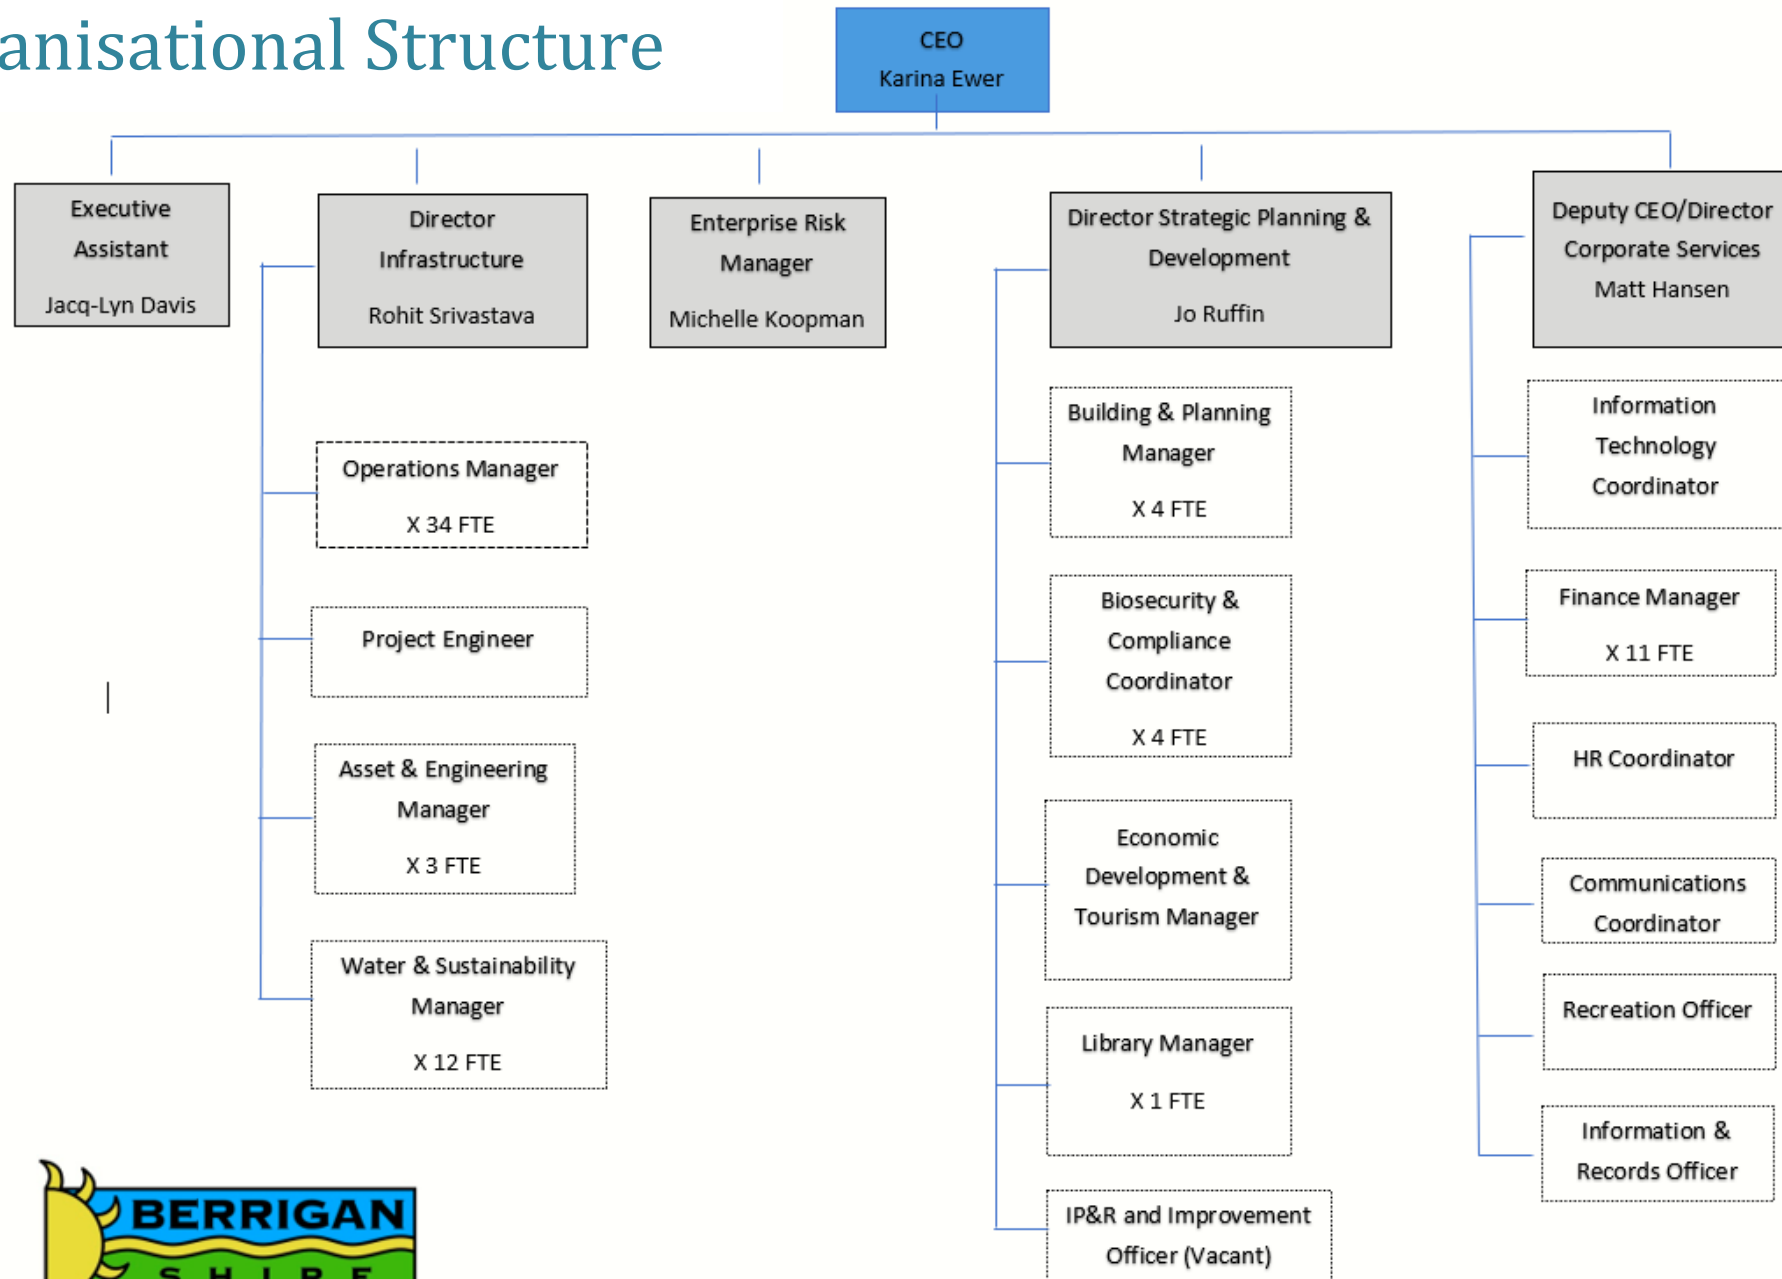 anisational Structure
CEO
Karina Ewer
Executive
Assistant
Jacq-Lyn Davis
Director
Infrastructure
Rohit Srivastava
Enterprise Risk
Manager
Michelle Koopman
Director Strategic Planning &
Development
Jo Ruffin
Deputy CEO/Director
Corporate Services
Matt Hansen
Operations Manager
X 34 FTE
Project Engineer
Asset & Engineering
Manager
X 3 FTE
Water & Sustainability
Manager
X 12 FTE
Building & Planning
Manager
X 4 FTE
Biosecurity &
Compliance
Coordinator
X 4 FTE
Economic
Development &
Tourism Manager
Library Manager
X 1 FTE
IP&R and Improvement
Officer (Vacant)
Information
Technology
Coordinator
Finance Manager
X 11 FTE
HR Coordinator
Communications
Coordinator
Recreation Officer
Information &
Records Officer
BERRIGAN
SHIRE